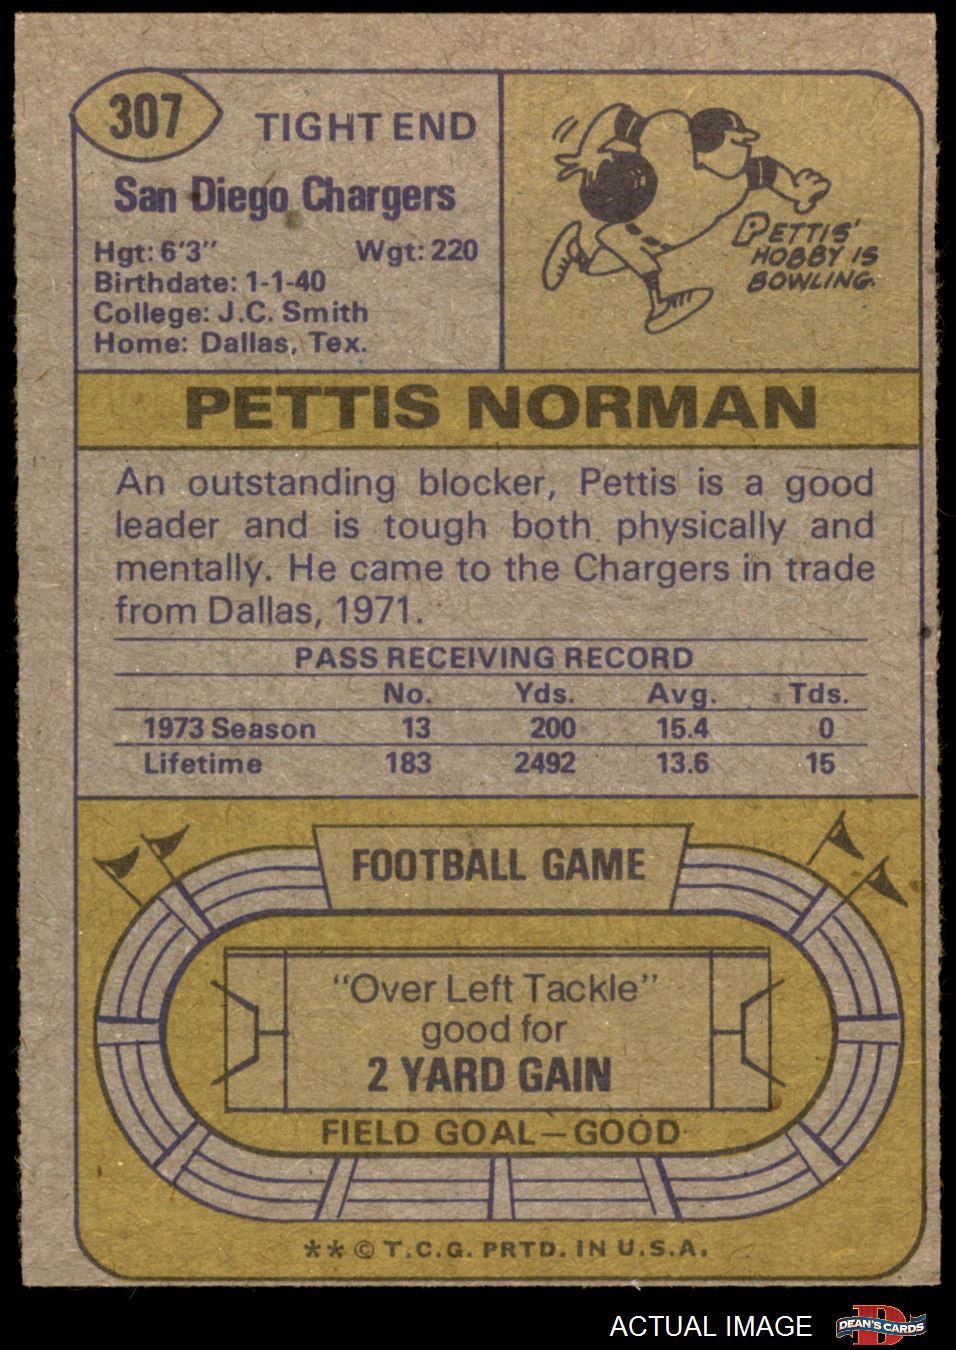 307
TIGHT END
San Diego Chargers
Hgt: 6'3" Wgt: 220
Birthdate: 1-1-40
College: J.C. Smith
Home: Dallas, Tex.
PETTIS'
HOBBY IS
BOWLING.
PETTIS NORMAN
An outstanding blocker, Pettis is a good
leader and is tough both physically and
mentally. He came to the Chargers in trade
from Dallas, 1971.
PASS RECEIVING RECORD
No. Yds. Avg. Tds.
1973 Season 13 200 15.4 0
Lifetime 183 2492 13.6 15
FOOTBALL GAME
"Over Left Tackle"
good for
2 YARD GAIN
FIELD GOAL—GOOD
** © T.C.G. PRTD. IN U.S.A.
ACTUAL IMAGE
D
DEAN'S CARDS